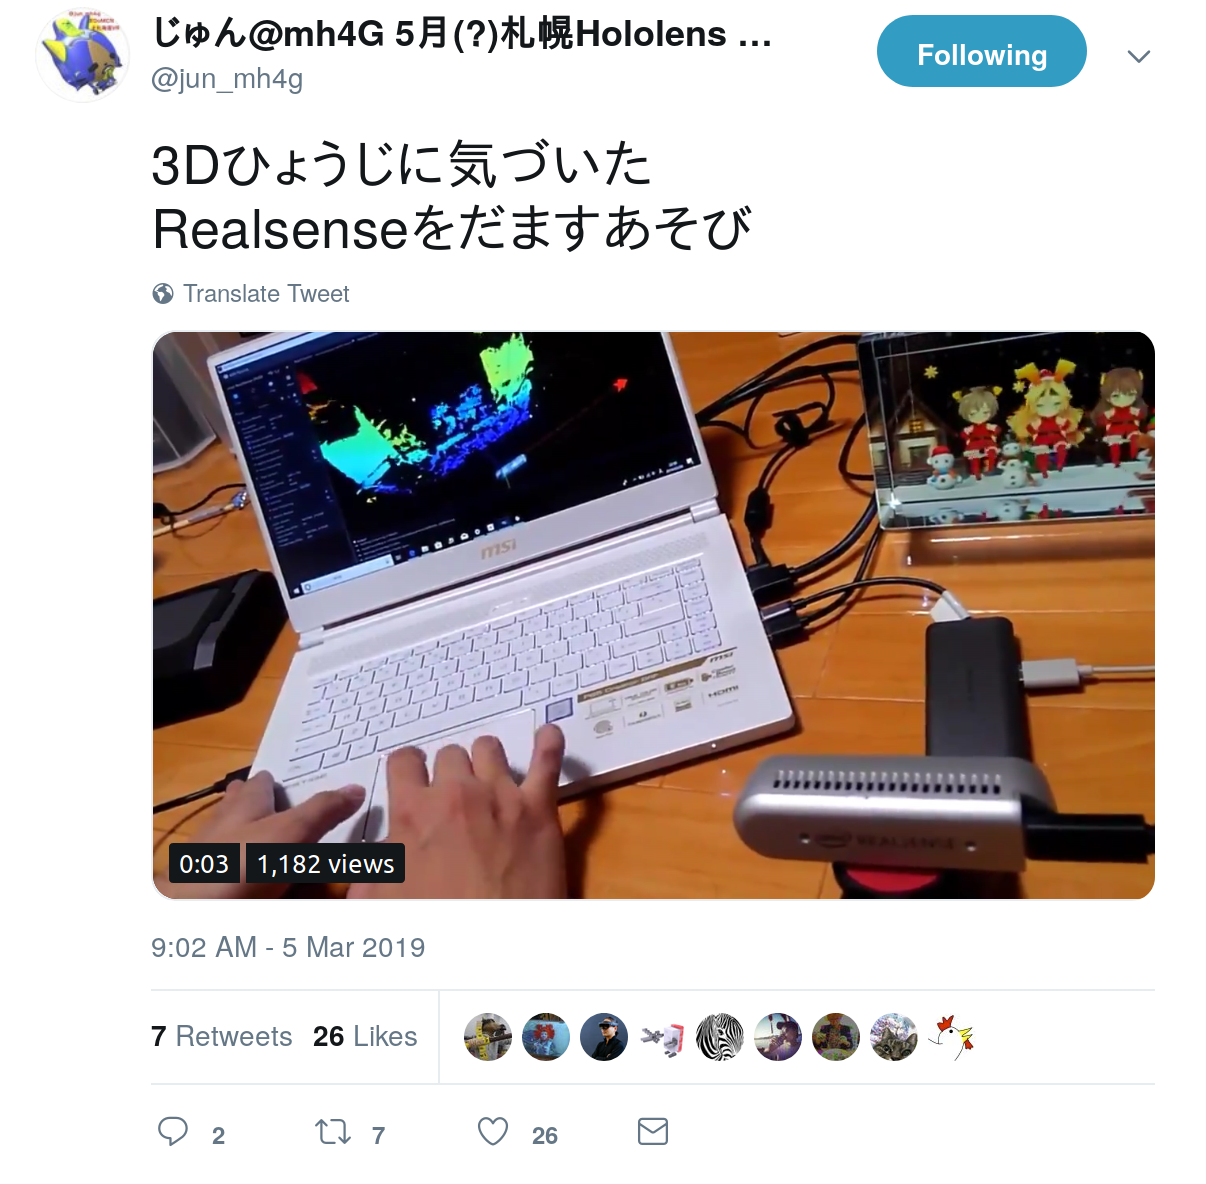 じゅん@mh4G 5月(?)札幌Hololens ...
@jun_mh4g
Following
3Dひょうじに気づいた
Realsenseをだますあそび
Translate Tweet
msi
msi
HDMI
REALSENSE
0:03 1,182 views
9:02 AM - 5 Mar 2019
7 Retweets 26 Likes
2 7 26